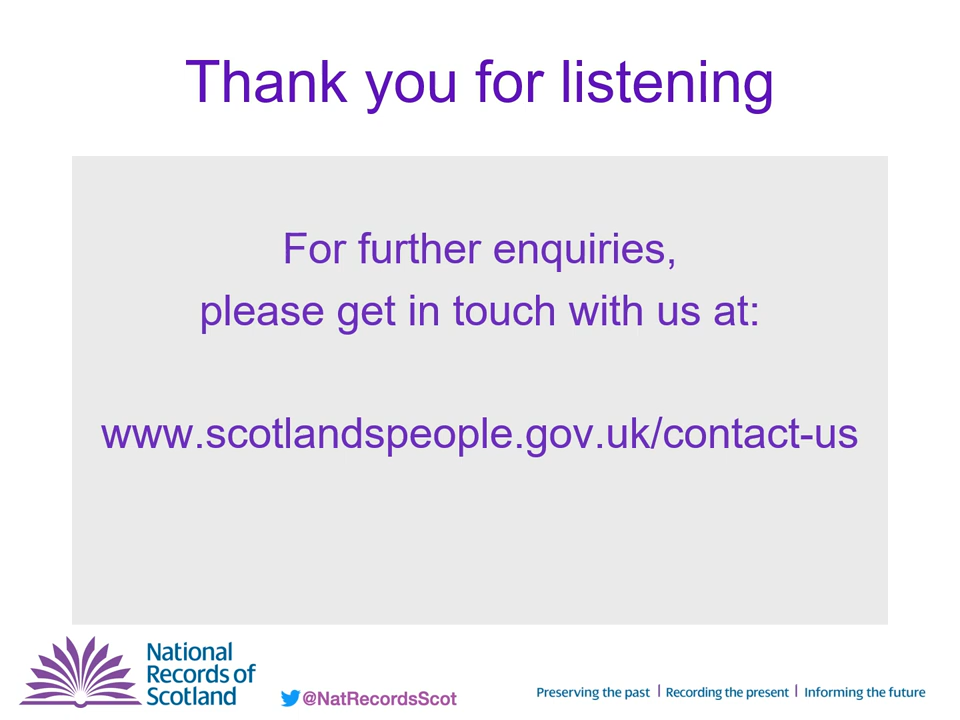 Thank you for listening
For further enquiries,
please get in touch with us at:
www.scotlandspeople.gov.uk/contact-us
National
Records of
Scotland
@NatRecordsScot
Preserving the past | Recording the present | Informing the future